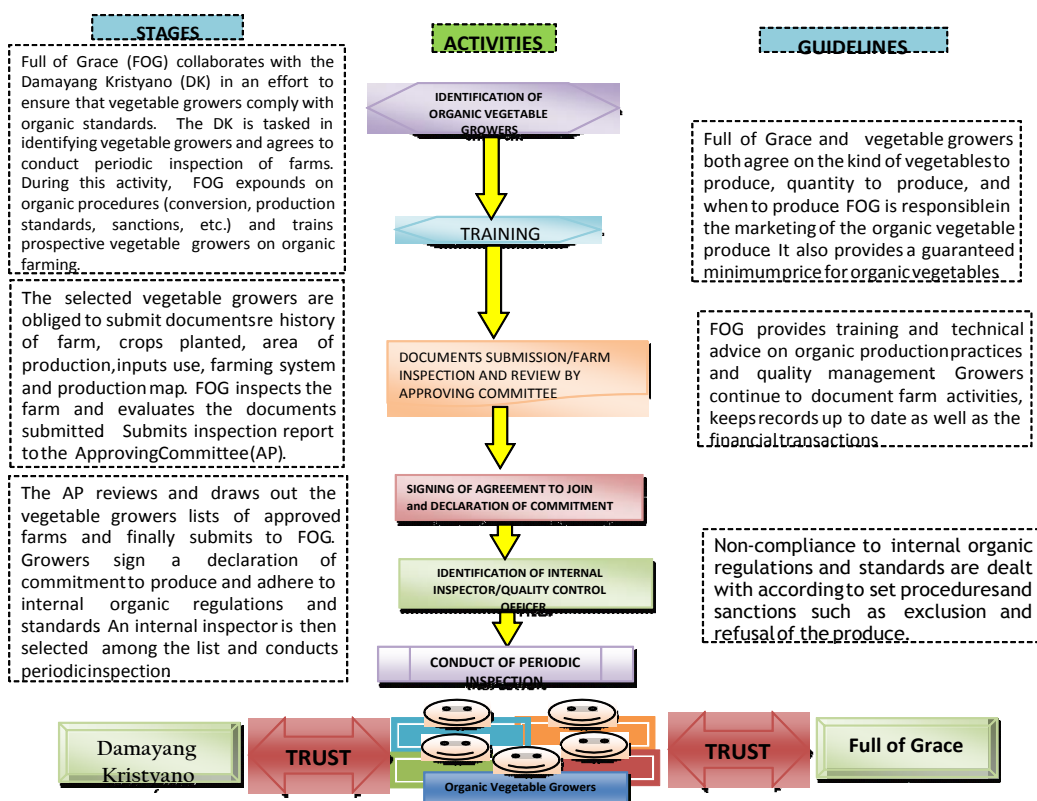 STAGES
Full of Grace (FOG) collaborates with the
Damayang Kristyano (DK) in an effort to
ensure that vegetable growers comply with
organic standards. The DK is tasked in
identifying vegetable growers and agrees to
conduct periodic inspection of farms.
During this activity, FOG expounds on
organic procedures (conversion, production
standards, sanctions, etc.) and trains
prospective vegetable growers on organic
farming.
The selected vegetable growers are
obliged to submit documents re history
of farm, crops planted, area of
production, inputs use, farming system
and production map. FOG inspects the
farm and evaluates the documents
submitted Submits inspection report
to the Approving Committee (AP).
The AP reviews and draws out the
vegetable growers lists of approved
farms and finally submits to FOG.
Growers sign a declaration of
commitment to produce and adhere to
internal organic regulations and
standards An internal inspector is then
selected among the list and conducts
periodic inspection
ACTIVITIES
IDENTIFICATION OF
ORGANIC VEGETABLE
GROWERS
TRAINING
DOCUMENTS SUBMISSION/FARM
INSPECTION AND REVIEW BY
APPROVING COMMITTEE
SIGNING OF AGREEMENT TO JOIN
and DECLARATION OF COMMITMENT
IDENTIFICATION OF INTERNAL
INSPECTOR/QUALITY CONTROL
OFFICER
CONDUCT OF PERIODIC
INSPECTION
GUIDELINES
Full of Grace and vegetable growers
both agree on the kind of vegetables to
produce, quantity to produce, and
when to produce FOG is responsible in
the marketing of the organic vegetable
produce It also provides a guaranteed
minimum price for organic vegetables
FOG provides training and technical
advice on organic production practices
and quality management Growers
continue to document farm activities,
keeps records up to date as well as the
financial transactions
Non-compliance to internal organic
regulations and standards are dealt
with according to set procedures and
sanctions such as exclusion and
refusal of the produce.
Damayang
Kristyano
TRUST
Organic Vegetable Growers
TRUST
Full of Grace